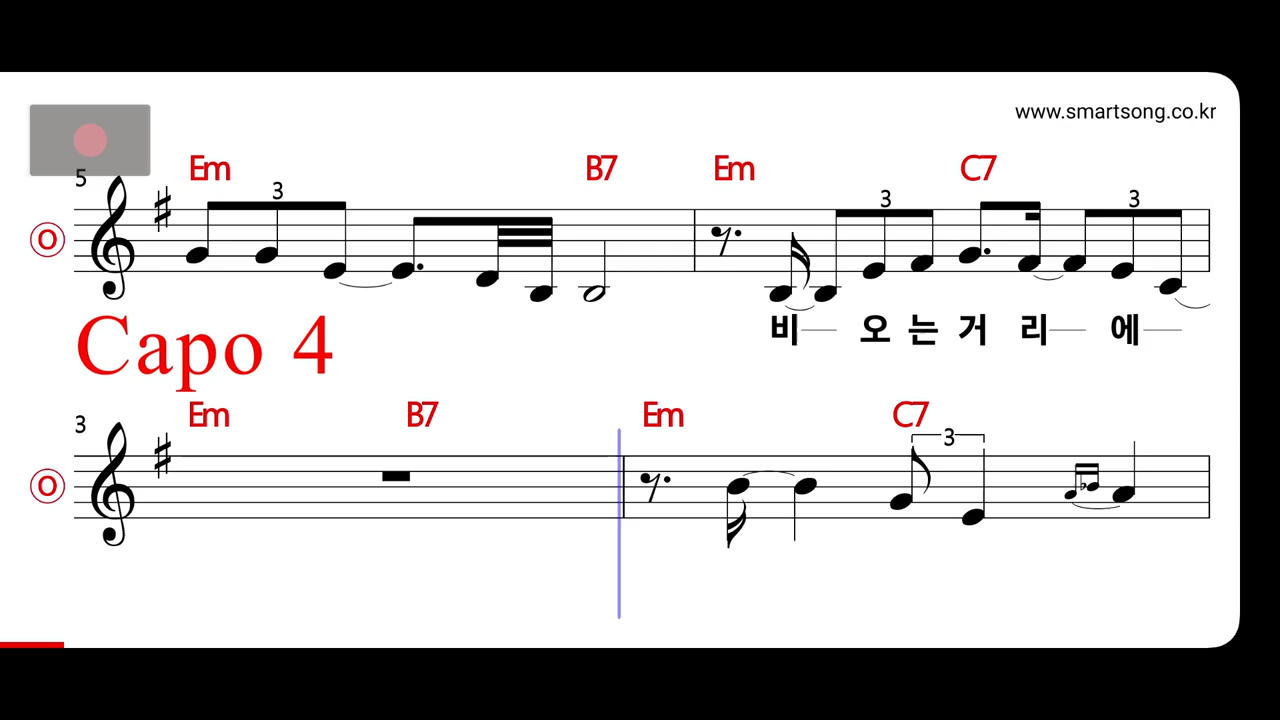 www.smartsong.co.kr
Em B7 Em C7
5 3 3 3
O
비 오 는 거 리 에
Capo 4
Em B7 Em C7
3 3
O